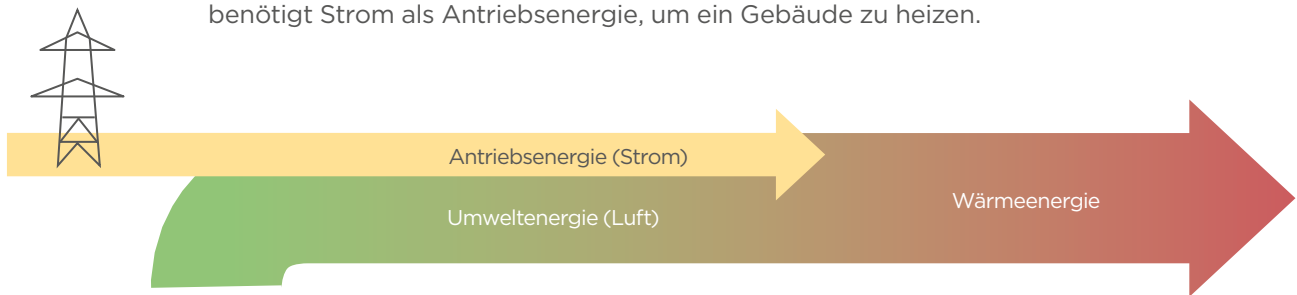 benötigt Strom als Antriebsenergie, um ein Gebäude zu heizen.
Antriebsenergie (Strom)
Umweltenergie (Luft)
Wärmeenergie